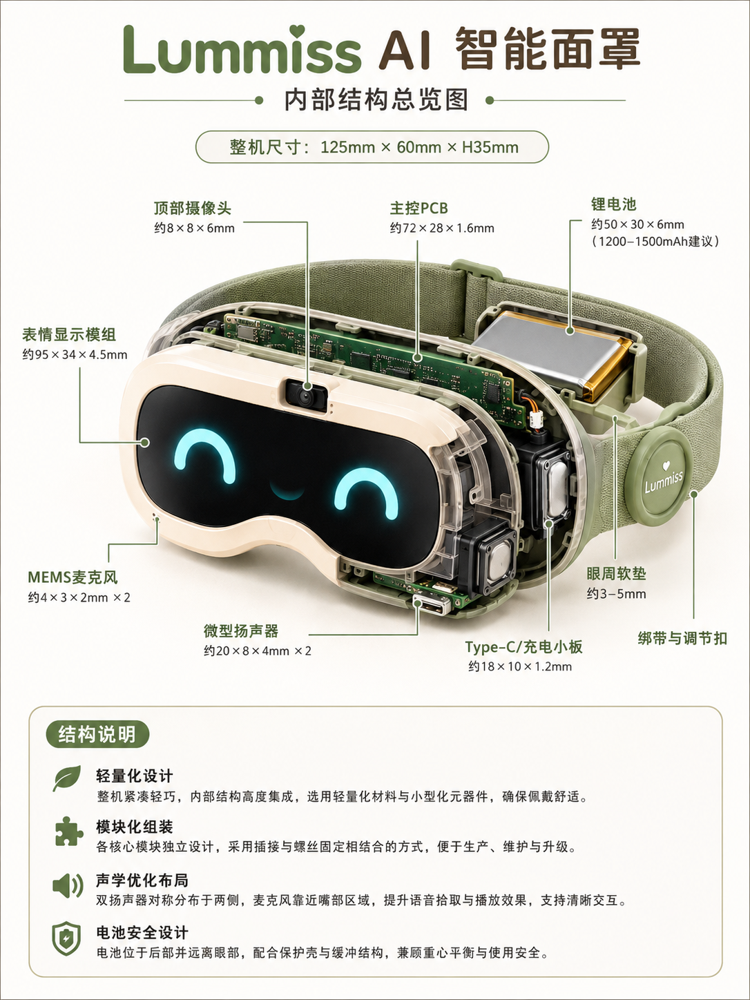 Lummiss AI 智能面罩
内部结构总览图
整机尺寸：125mm × 60mm × H35mm
顶部摄像头
约8×8×6mm
主控PCB
约72×28×1.6mm
锂电池
约50×30×6mm
（1200–1500mAh建议）
表情显示模组
约95×34×4.5mm
Lummiss
MEMS麦克风
约4×3×2mm ×2
眼周软垫
约3–5mm
微型扬声器
约20×8×4mm ×2
Type-C/充电小板
约18×10×1.2mm
绑带与调节扣
结构说明
轻量化设计
整机紧凑轻巧，内部结构高度集成，选用轻量化材料与小型化元器件，确保佩戴舒适。
模块化组装
各核心模块独立设计，采用插接与螺丝固定相结合的方式，便于生产、维护与升级。
声学优化布局
双扬声器对称分布于两侧，麦克风靠近嘴部区域，提升语音拾取与播放效果，支持清晰交互。
电池安全设计
电池位于后部并远离眼部，配合保护壳与缓冲结构，兼顾重心平衡与使用安全。